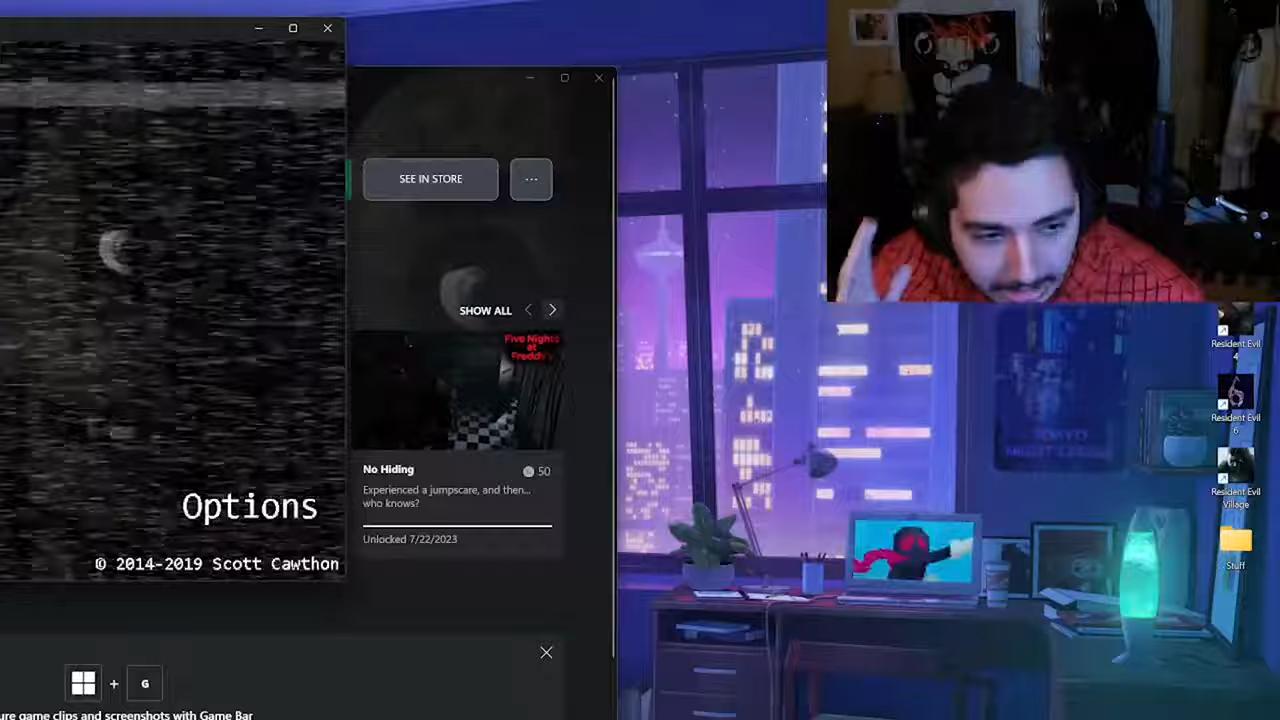 SEE IN STORE
...
SHOW ALL
Five Nights
at
Freddy's
No Hiding
50
Experienced a jumpscare, and then...
who knows?
Unlocked 7/22/2023
Options
© 2014-2019 Scott Cawthon
+ G
ure game clips and screenshots with Game Bar
TOKYO
Resident Evil
4
Resident Evil
6
Resident Evil
Village
Stuff